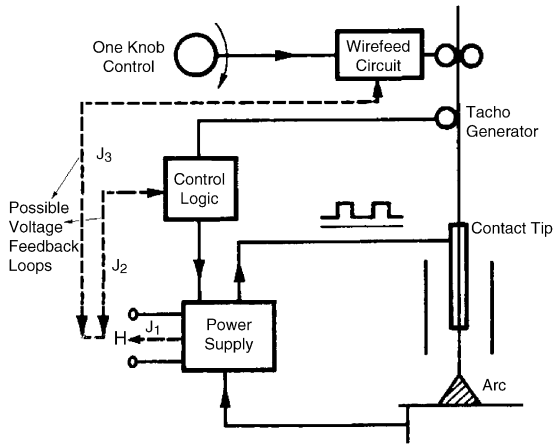 One Knob
Control
Wirefeed
Circuit
Tacho
Generator
J3
Control
Logic
Possible
Voltage
Feedback
Loops
Contact Tip
J2
J1
H
Power
Supply
Arc